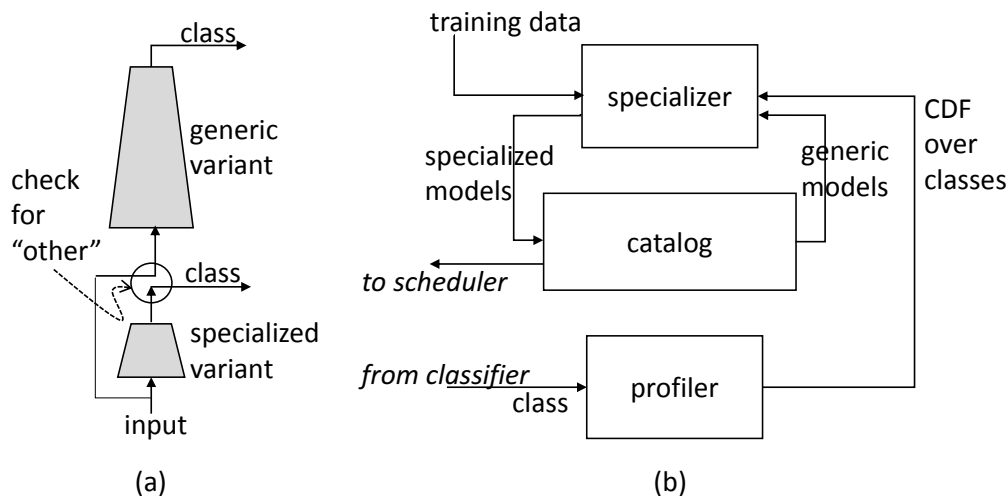 class
generic
variant
check
for
“other”
class
specialized
variant
input
(a)
training data
specializer
CDF
over
classes
specialized
models
generic
models
catalog
to scheduler
from classifier
class
profiler
(b)